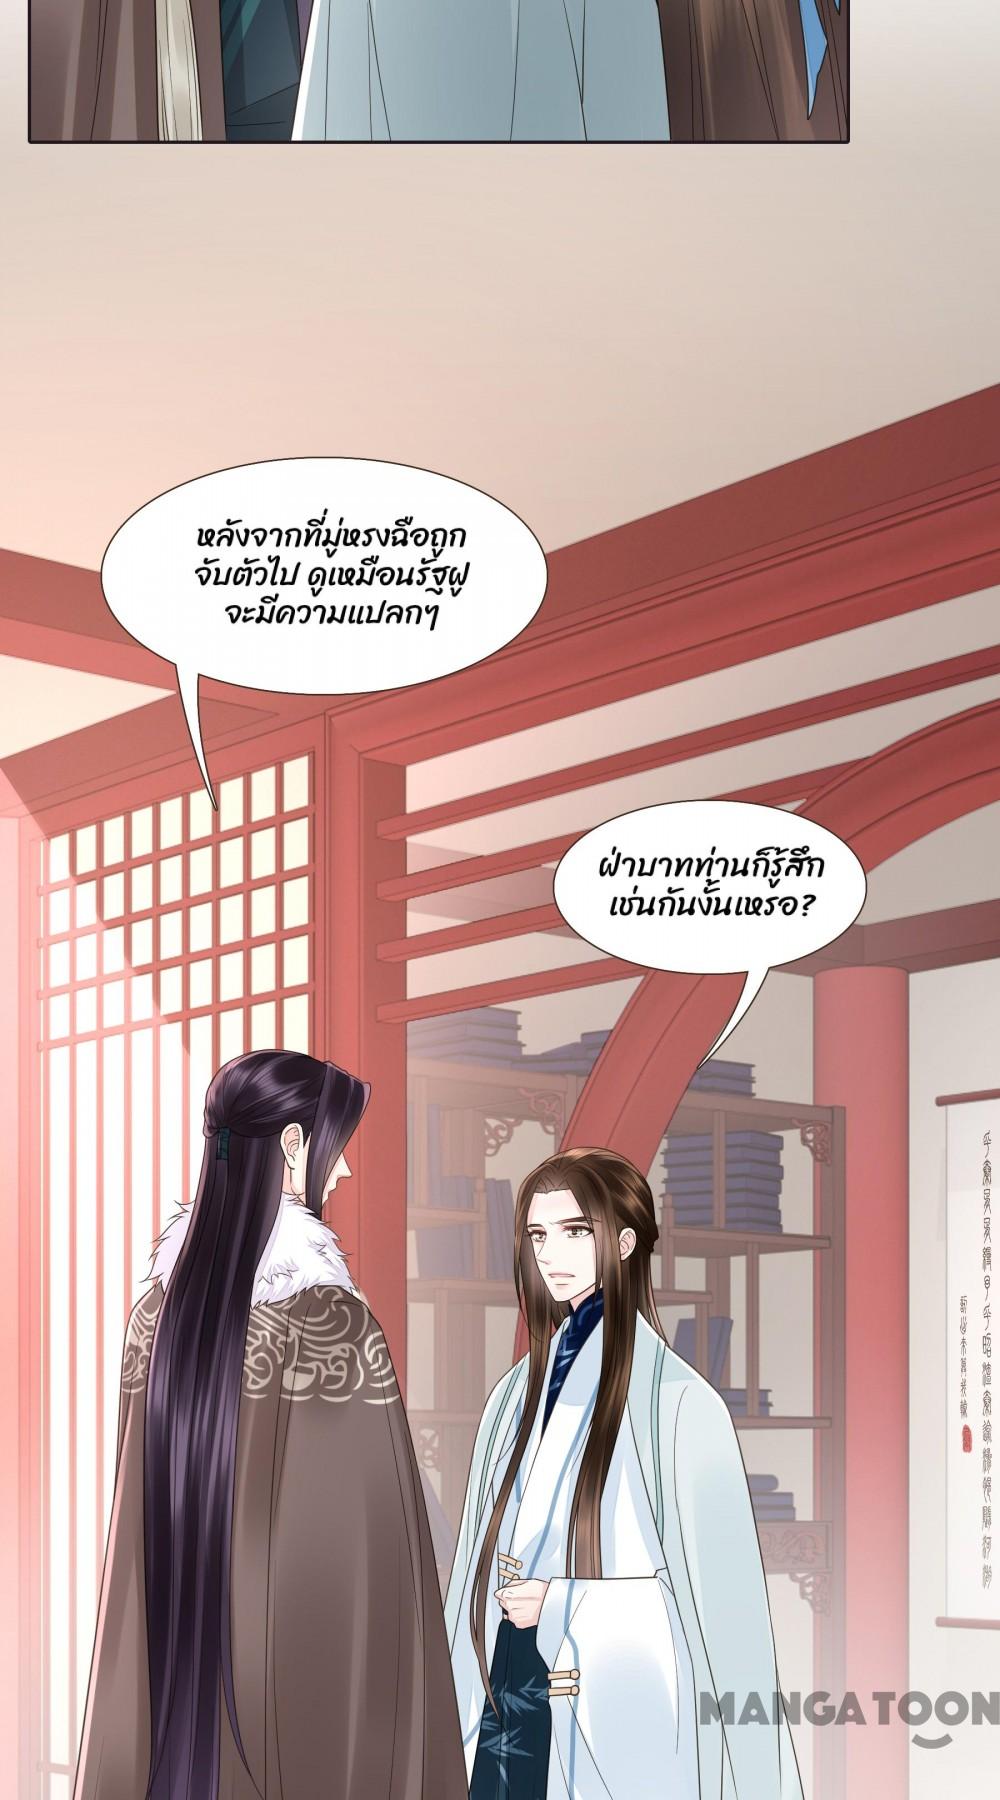 หลังจากที่มู่หรงฉือถูก
จับตัวไป ดูเหมือนรัฐฝู
จะมีความแปลกๆ
ฝ่าบาทท่านก็รู้สึก
เช่นกันงั้นเหรอ?
MANGATOON